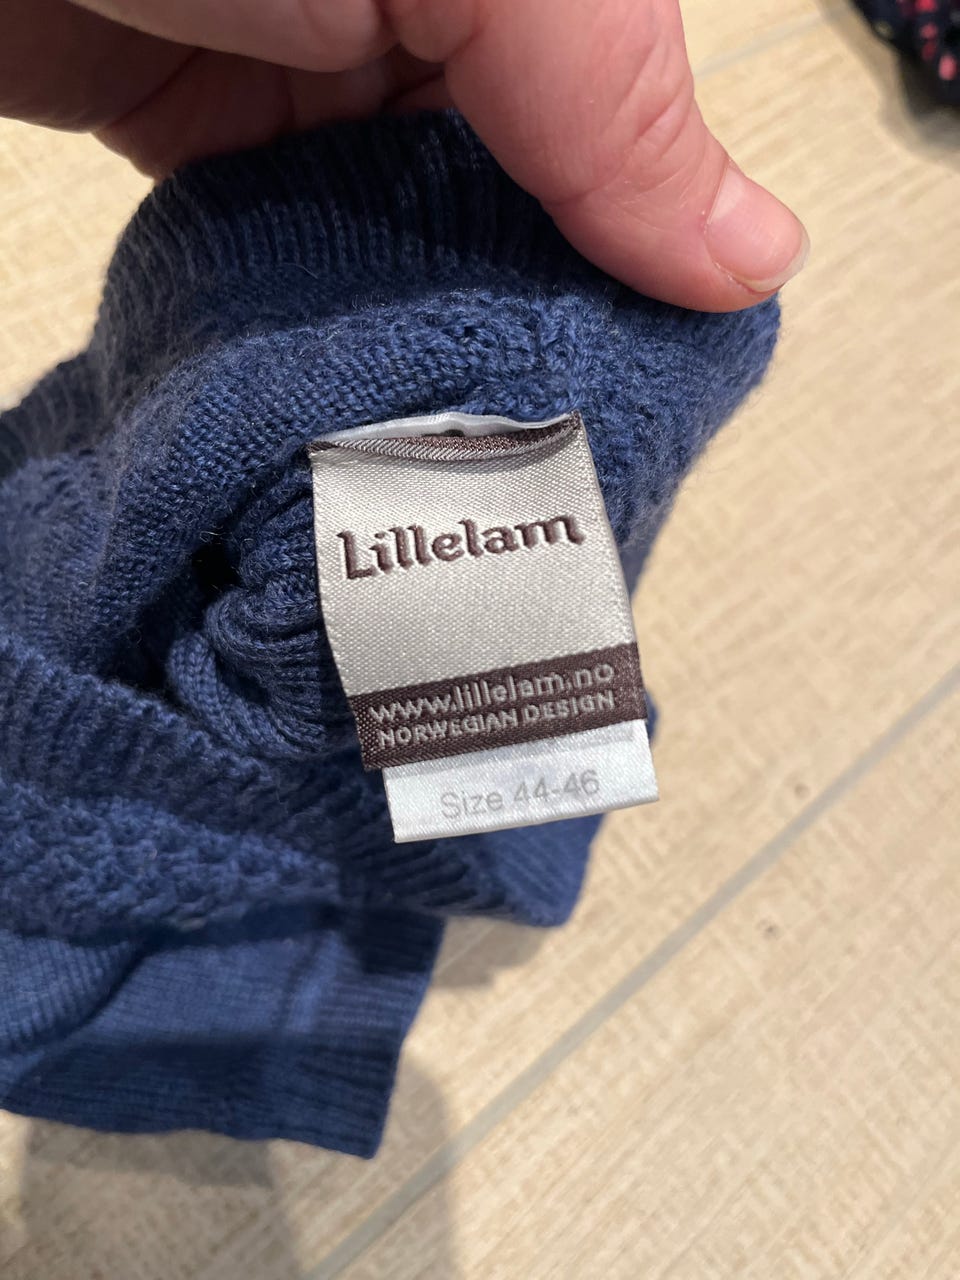 Lillelam
www.lillelam.no
NORWEGIAN DESIGN
Size 44-46